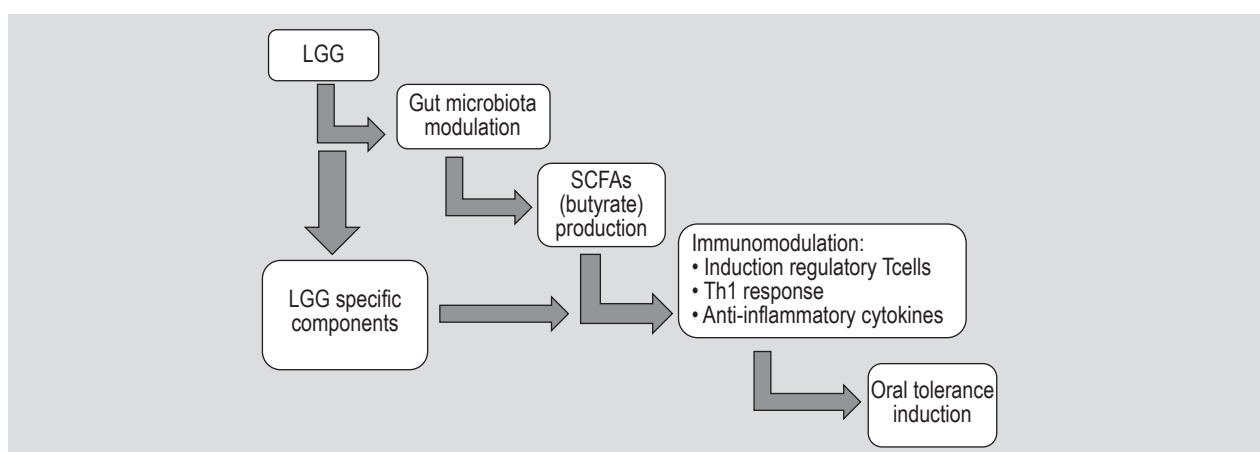 LGG
Gut microbiota
modulation
SCFAs
(butyrate)
production
Immunomodulation:
• Induction regulatory Tcells
• Th1 response
• Anti-inflammatory cytokines
LGG specific
components
Oral tolerance
induction